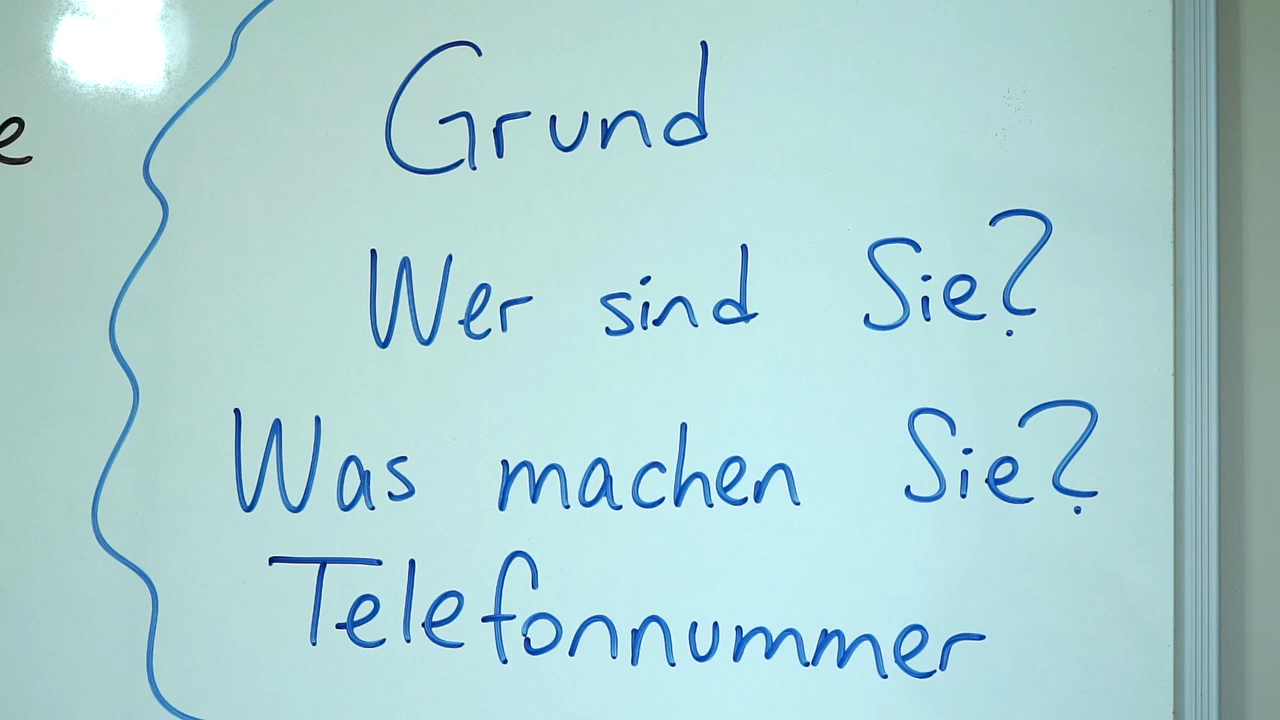 Grund
Wer sind Sie?
Was machen Sie?
Telefonnummer